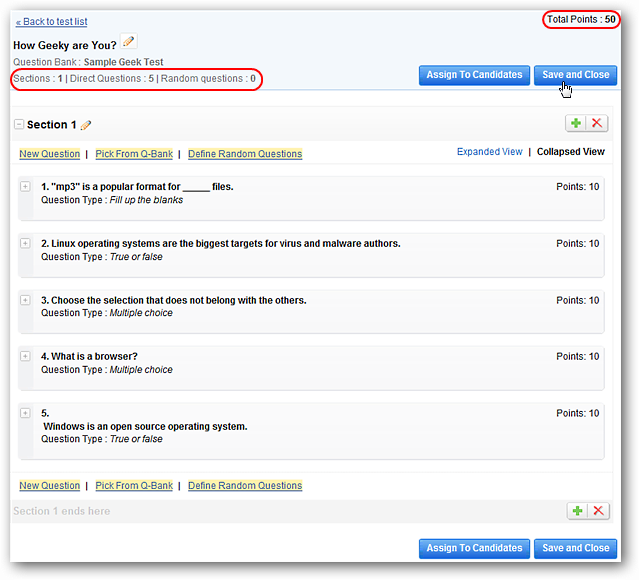 « Back to test list
Total Points : 50
How Geeky are You?
Question Bank : Sample Geek Test
Sections : 1 | Direct Questions : 5 | Random questions : 0
Assign To Candidates
Save and Close
Section 1
New Question | Pick From Q-Bank | Define Random Questions
Expanded View | Collapsed View
1. "mp3" is a popular format for _____ files.
Points: 10
Question Type : Fill up the blanks
2. Linux operating systems are the biggest targets for virus and malware authors.
Points: 10
Question Type : True or false
3. Choose the selection that does not belong with the others.
Points: 10
Question Type : Multiple choice
4. What is a browser?
Points: 10
Question Type : Multiple choice
5.
Points: 10
Windows is an open source operating system.
Question Type : True or false
New Question | Pick From Q-Bank | Define Random Questions
Section 1 ends here
Assign To Candidates
Save and Close